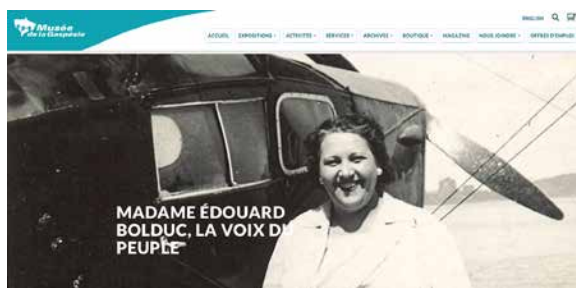 ENGLISH
Musée
de la Gaspésie
ACCUEIL EXPOSITIONS ACTIVITÉS SERVICES ARCHIVES BOUTIQUE MAGAZINE NOUS JOINDRE OFFRES D'EMPLOI
MADAME ÉDOUARD
BOLDUC, LA VOIX DU
PEUPLE